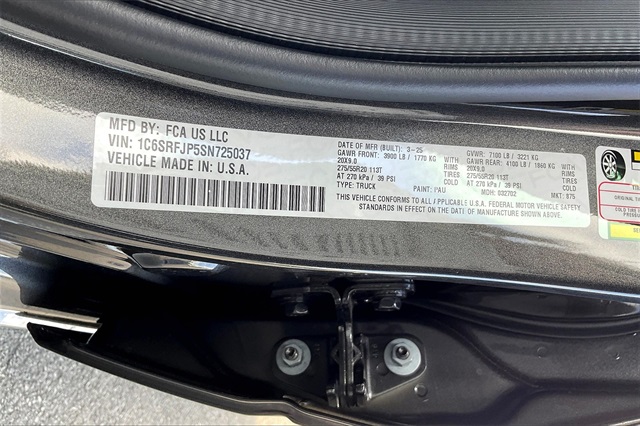 MFD BY: FCA US LLC
VIN: 1C6SRFJP5SN725037
VEHICLE MADE IN U.S.A.
DATE OF MFR (BUILT): 3-25
GVWR: 7100 LB / 3221 KG
GAWR FRONT: 3900 LB / 1770 KG
GAWR REAR: 4100 LB / 1860 KG
20X9.0 RIMS
20X9.0 RIMS
275/55R20 113T TIRES
275/55R20 113T TIRES
AT 270 kPa / 39 PSI
AT 270 kPa / 39 PSI
TYPE: TRUCK
PAINT: PAU
MDH: 032702
MKT: 875
THIS VEHICLE CONFORMS TO ALL APPLICABLE U.S.A. FEDERAL MOTOR VEHICLE SAFETY
STANDARDS IN EFFECT ON THE DATE OF MANUFACTURE SHOWN ABOVE.
ORIGINAL
COLD